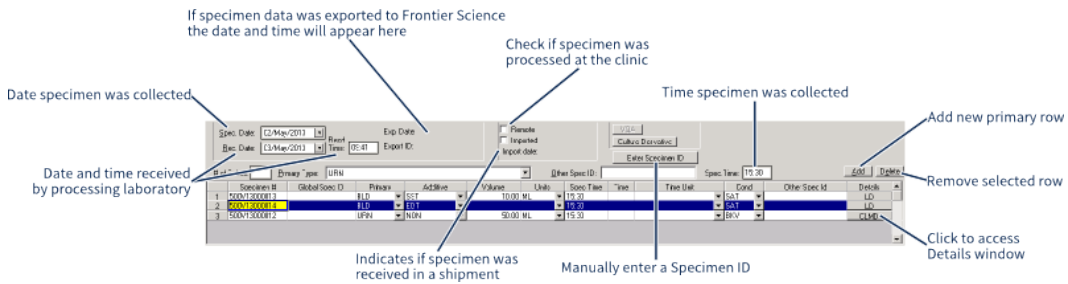 If specimen data was exported to Frontier Science
the date and time will appear here
Check if specimen was
processed at the clinic
Date specimen was collected
Time specimen was collected
Add new primary row
Spec. Date: 02/May/2013 Exp. Date Remote VQA
Rec. Date: 03/May/2013 Rcpt Time: 09:41 Export ID: Imported Culture Derivative
Import date: Enter Specimen ID
Date and time received
by processing laboratory
Primary Type: URN Other Spec ID: Spec. Time: 15:30 Add Delete
Remove selected row
Specimen # Global Spec ID Primary Additive Volume Units Spec Time Time Time Unit Cond. Other Spec Id Details
1 BLD SST 10.00 ML 15:30 SAT LD
2 BLD EDT ML 15:30 SAT LD
3 URN NON 50.00 ML 15:30 BKV CLMD
Click to access
Details window
Indicates if specimen was
received in a shipment
Manually enter a Specimen ID